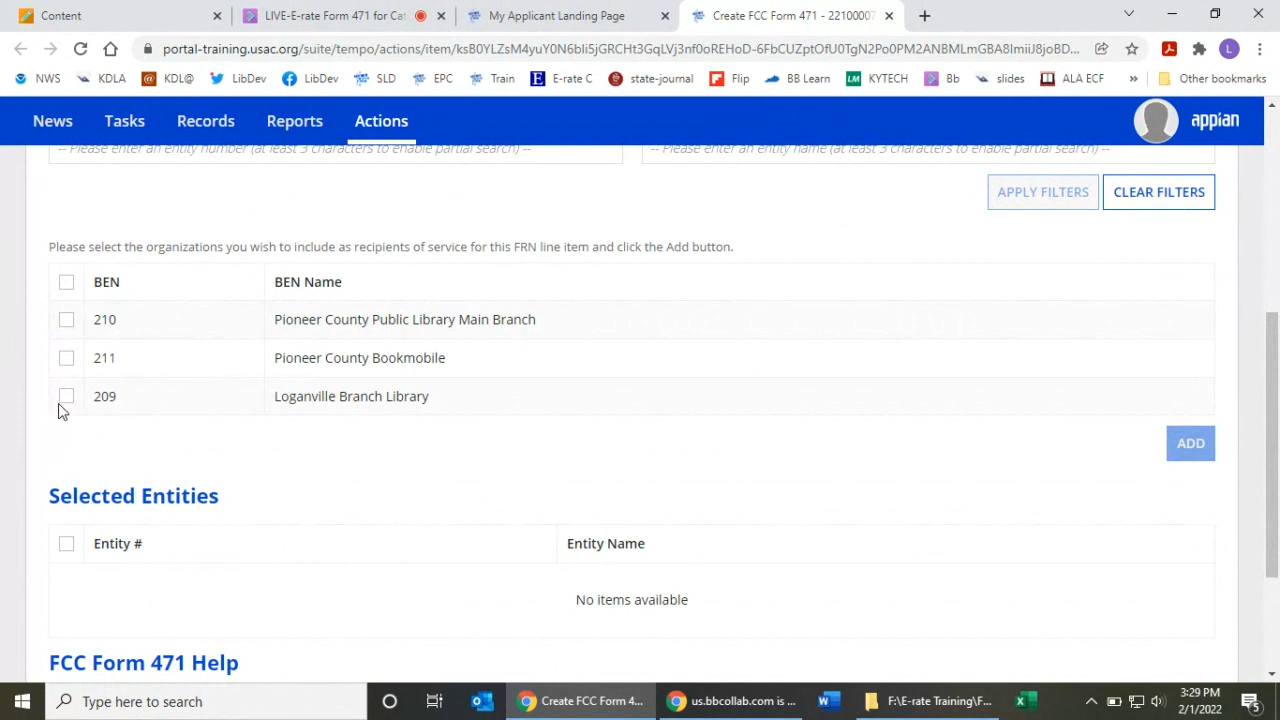 Content
LIVE-E-rate Form 471 for Cat
My Applicant Landing Page
Create FCC Form 471 - 22100007
portal-training.usac.org/suite/tempo/actions/item/
NWS
KDLA
KDL@
LibDev
LibDev
SLD
EPC
Train
E-rate C
state-journal
Flip
BB Learn
KYTECH
Bb
slides
ALA ECF
»
Other bookmarks
News
Tasks
Records
Reports
Actions
appian
-- Please enter an entity number (at least 3 characters to enable partial search) --
-- Please enter an entity name (at least 3 characters to enable partial search) --
APPLY FILTERS
CLEAR FILTERS
Please select the organizations you wish to include as recipients of service for this FRN line item and click the Add button.
BEN BEN Name
210 Pioneer County Public Library Main Branch
211 Pioneer County Bookmobile
209 Loganville Branch Library
ADD
Selected Entities
Entity # Entity Name
No items available
FCC Form 471 Help
Type here to search
Create FCC Form 4...
us.bbcollab.com is ...
F:\E-rate Training\F...
3:29 PM
2/1/2022
5